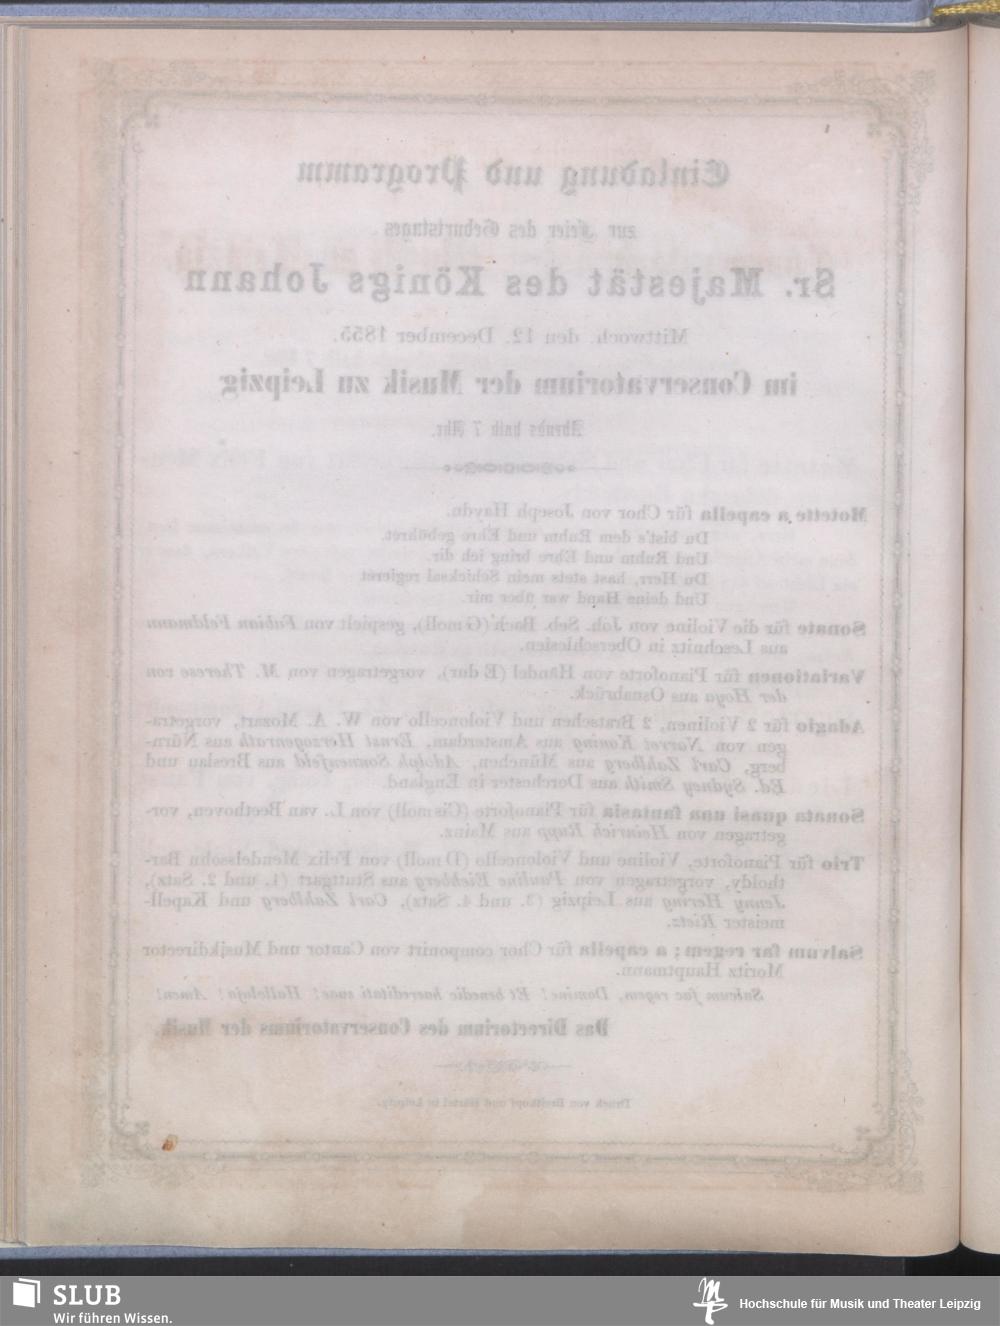 Einladung und Programm
zur Feier des Geburtstages
Sr. Majestät des Königs Johann
Mittwoch, den 12. December 1855.
im Conservatorium der Musik zu Leipzig
Abends halb 7 Uhr.
Motette a capella für Chor von Joseph Haydn.
Du bist's dem Ruhm und Ehre gebühret,
Und Ruhm und Ehre bring ich dir.
Du Herr, hast stets mein Schicksal regieret
Und deine Hand war über mir.
Sonate für die Violine von Joh. Seb. Bach (G moll), gespielt von Fabian Feldmann
aus Leschnitz in Oberschlesien.
Variationen für Pianoforte von Händel (E dur), vorgetragen von M. Therese von
der Hoya aus Osnabrück.
Adagio für 2 Violinen, 2 Bratschen und Violoncello von W. A. Mozart, vorgetra-
gen von Narret Koning aus Amsterdam, Ernst Herzogenrath aus Nürn-
berg, Carl Zahlberg aus München, Adolph Sonnenfeld aus Breslau und
Ed. Sydney Smith aus Dorchester in England.
Sonata quasi una fantasia für Pianoforte (Cis moll) von L. van Beethoven, vor-
getragen von Heinrich Rupp aus Mainz.
Trio für Pianoforte, Violine und Violoncello (D moll) von Felix Mendelssohn Bar-
tholdy, vorgetragen von Pauline Eichberg aus Stuttgart (1. und 2. Satz),
Jenny Hering aus Leipzig (3. und 4. Satz), Carl Zahlberg und Kapell-
meister Rietz.
Salvum fac regem; a capella für Chor componirt von Cantor und Musikdirector
Moritz Hauptmann.
Salvum fac regem, Domine! Et benedic haereditati suae! Halleluja! Amen!
Das Directorium des Conservatoriums der Musik.
Druck von Breitkopf und Härtel in Leipzig.
SLUB
Wir führen Wissen.
Hochschule für Musik und Theater Leipzig